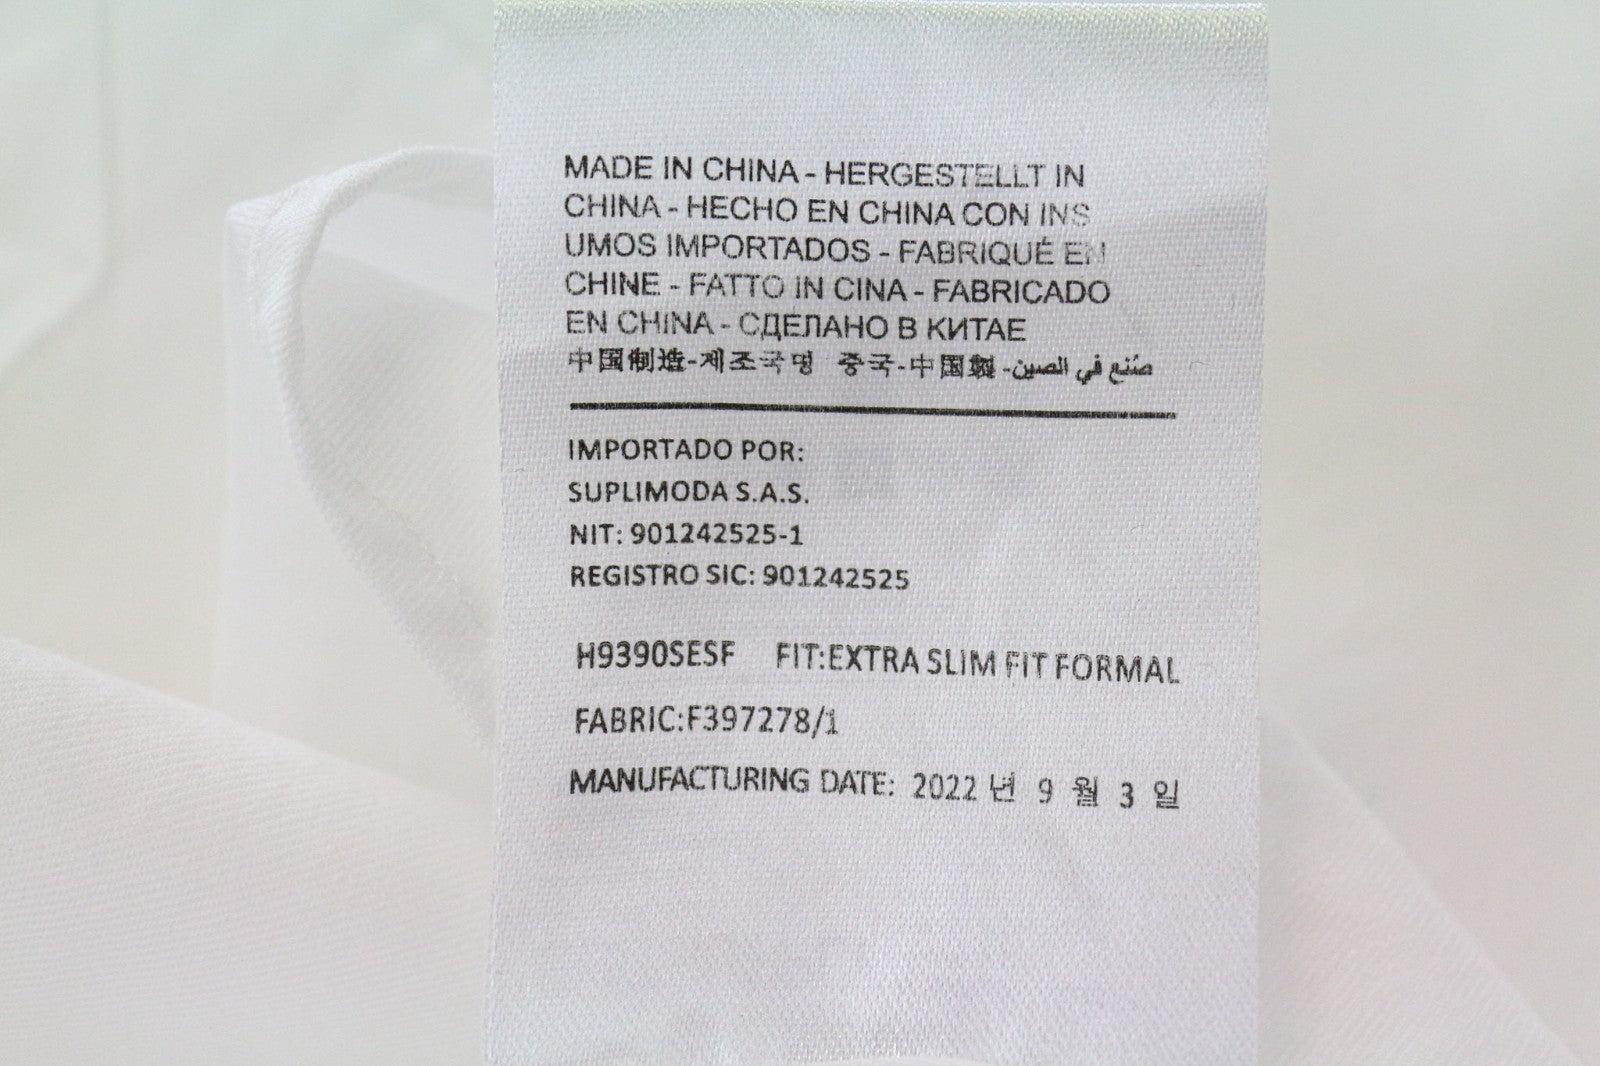 MADE IN CHINA - HERGESTELLT IN
CHINA - HECHO EN CHINA CON INS
UMOS IMPORTADOS - FABRIQUÉ EN
CHINE - FATTO IN CINA - FABRICADO
EN CHINA - СДЕЛАНО В КИТАЕ
中国制造-제조국명 중국-中国製-صُنع في الصين
IMPORTADO POR:
SUPLIMODA S.A.S.
NIT: 901242525-1
REGISTRO SIC: 901242525
H9390SESF FIT:EXTRA SLIM FIT FORMAL
FABRIC:F397278/1
MANUFACTURING DATE: 2022 년 9 월 3 일